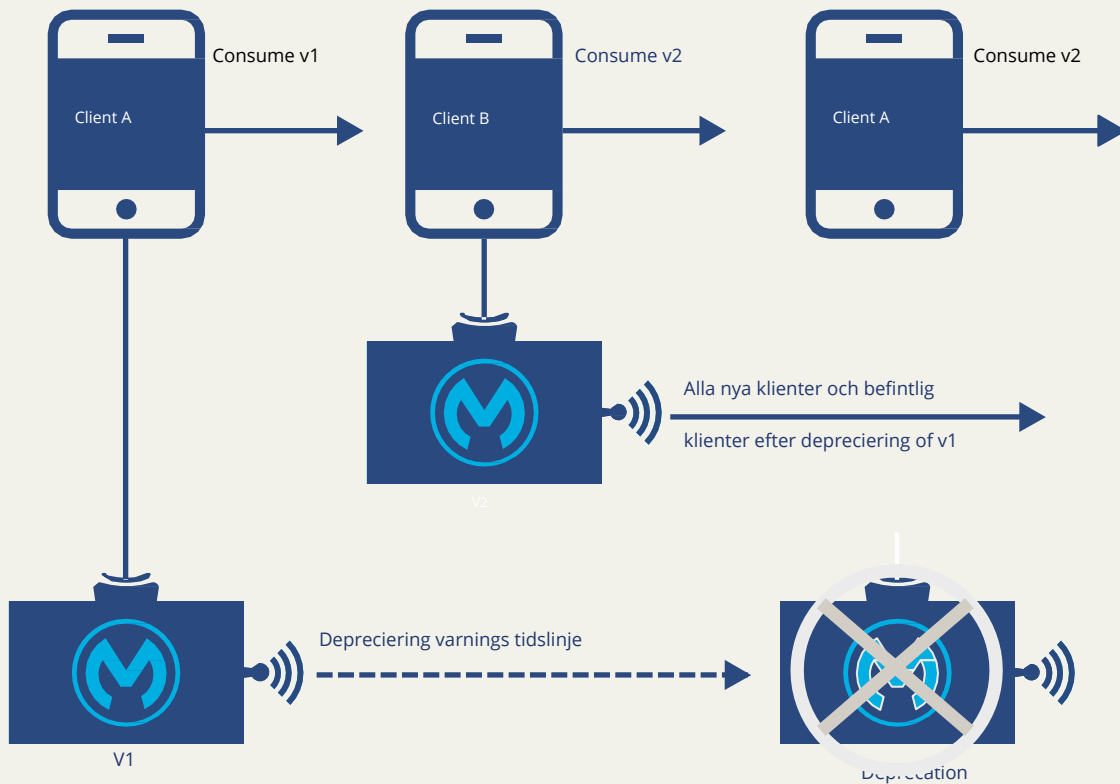 Consume v1
Consume v2
Consume v2
Client A
Client B
Client A
Alla nya klienter och befintlig
klienter efter depreciering of v1
V2
Depreciering varnings tidslinje
V1
Deprecation